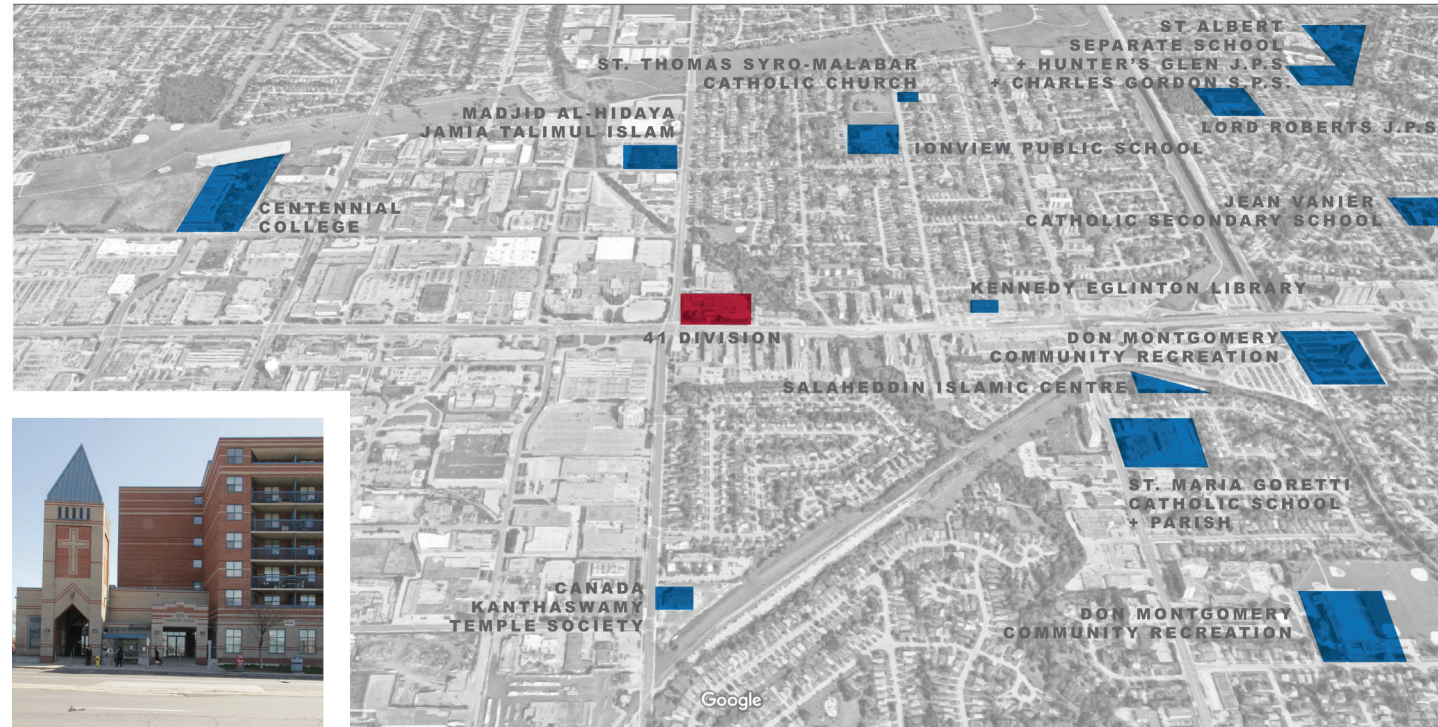 ST ALBERT
SEPARATE SCHOOL
+ HUNTER'S GLEN J.P.S
+ CHARLES GORDON S.P.S.
ST. THOMAS SYRO-MALABAR
CATHOLIC CHURCH
MADJID AL-HIDAYA
JAMIA TALIMUL ISLAM
LORD ROBERTS J.P.S
IONVIEW PUBLIC SCHOOL
CENTENNIAL
COLLEGE
JEAN VANIER
CATHOLIC SECONDARY SCHOOL
KENNEDY EGLINTON LIBRARY
41 DIVISION
DON MONTGOMERY
COMMUNITY RECREATION
SALAHEDDIN ISLAMIC CENTRE
ST. MARIA GORETTI
CATHOLIC SCHOOL
+ PARISH
CANADA
KANTHASWAMY
TEMPLE SOCIETY
DON MONTGOMERY
COMMUNITY RECREATION
Google